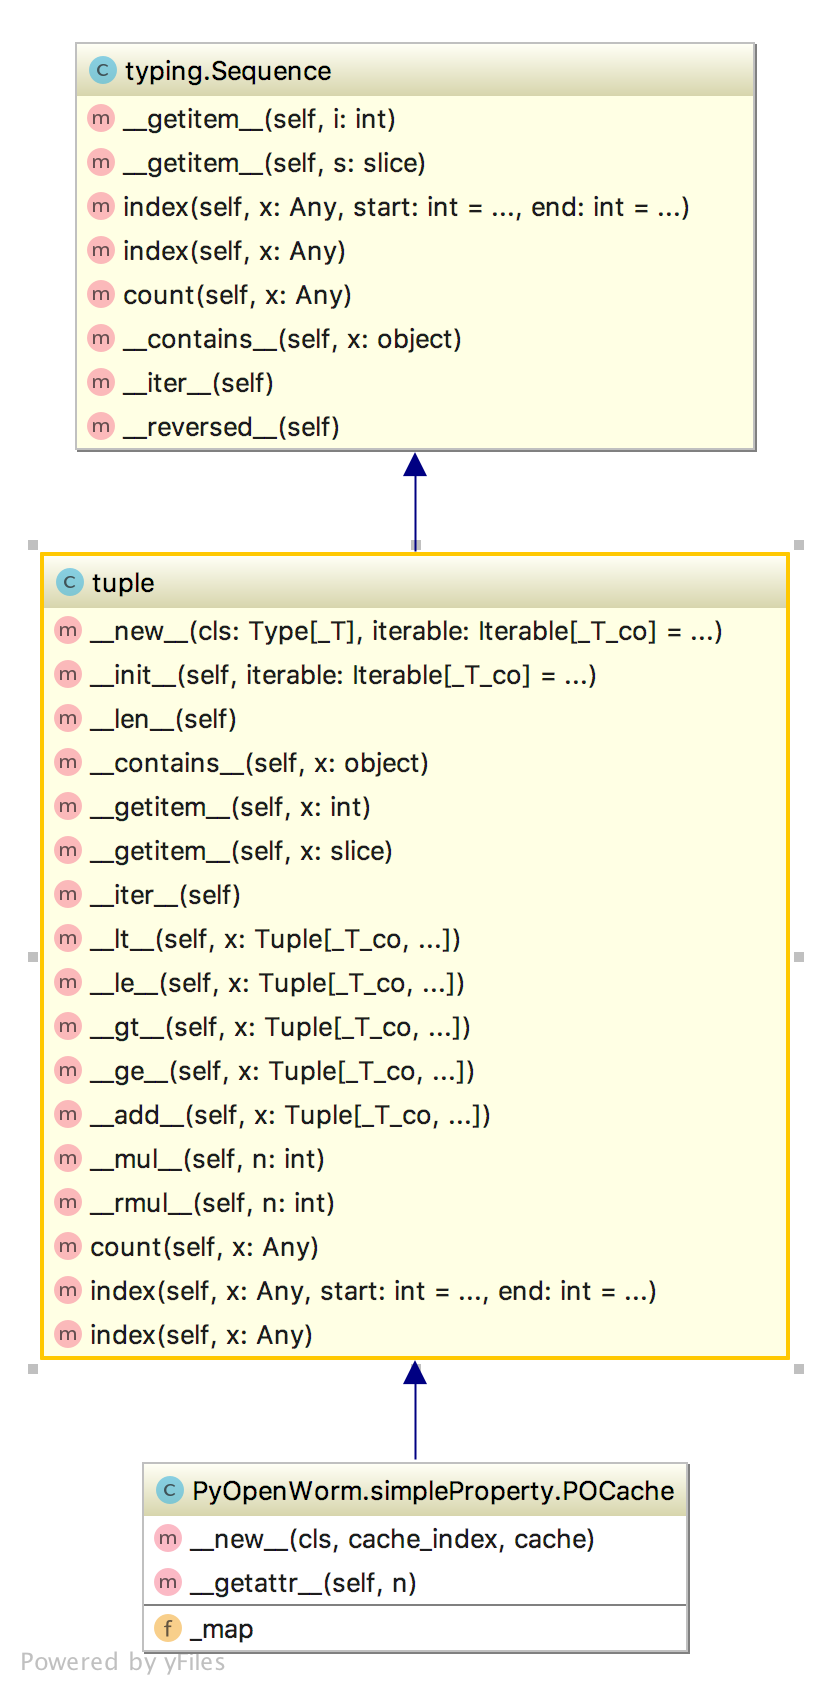 C typing.Sequence
m __getitem__(self, i: int)
m __getitem__(self, s: slice)
m index(self, x: Any, start: int = ..., end: int = ...)
m index(self, x: Any)
m count(self, x: Any)
m __contains__(self, x: object)
m __iter__(self)
m __reversed__(self)
C tuple
m __new__(cls: Type[_T], iterable: Iterable[_T_co] = ...)
m __init__(self, iterable: Iterable[_T_co] = ...)
m __len__(self)
m __contains__(self, x: object)
m __getitem__(self, x: int)
m __getitem__(self, x: slice)
m __iter__(self)
m __lt__(self, x: Tuple[_T_co, ...])
m __le__(self, x: Tuple[_T_co, ...])
m __gt__(self, x: Tuple[_T_co, ...])
m __ge__(self, x: Tuple[_T_co, ...])
m __add__(self, x: Tuple[_T_co, ...])
m __mul__(self, n: int)
m __rmul__(self, n: int)
m count(self, x: Any)
m index(self, x: Any, start: int = ..., end: int = ...)
m index(self, x: Any)
C PyOpenWorm.simpleProperty.POCache
m __new__(cls, cache_index, cache)
m __getattr__(self, n)
f _map
Powered by yFiles